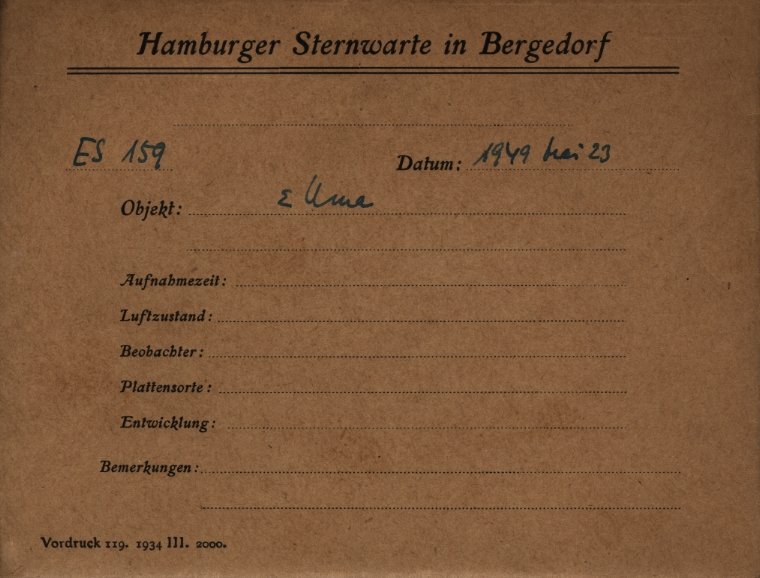 Hamburger Sternwarte in Bergedorf
ES 159 Datum: 1949 Mai 23
Objekt: ε Uma
Aufnahmezeit:
Luftzustand:
Beobachter:
Plattensorte:
Entwicklung:
Bemerkungen:
Vordruck 119. 1934 III. 2000.